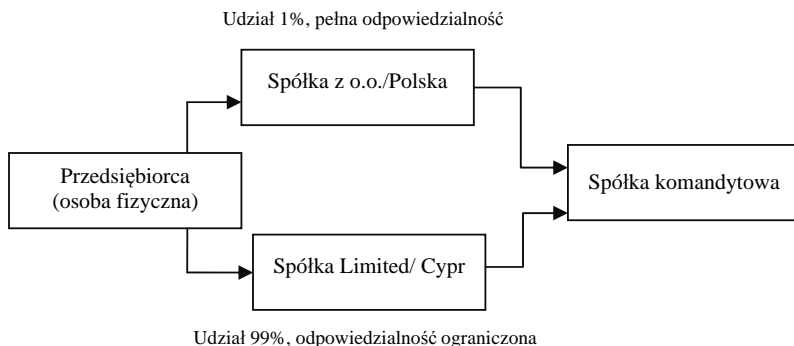 Udział 1%, pełna odpowiedzialność
Spółka z o.o./Polska
Przedsiębiorca
(osoba fizyczna)
Spółka komandytowa
Spółka Limited/ Cypr
Udział 99%, odpowiedzialność ograniczona